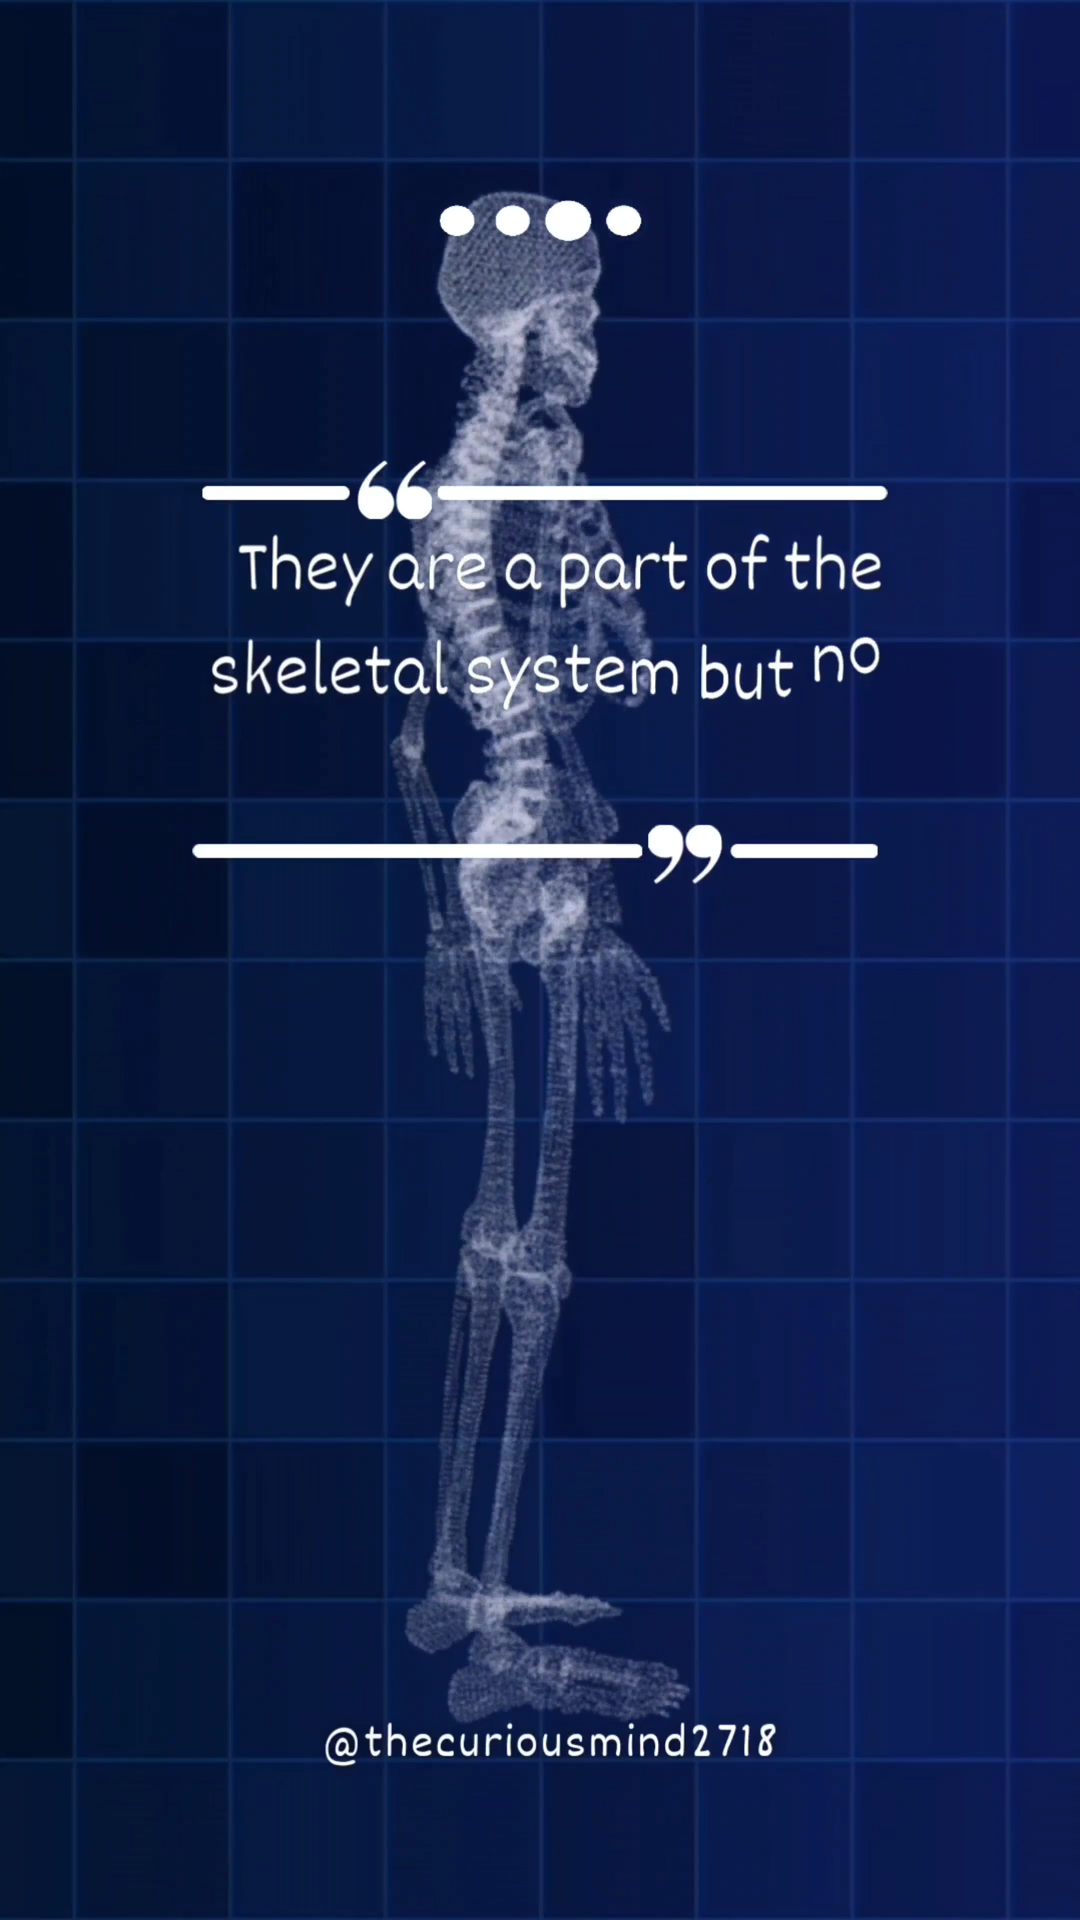 They are a part of the
skeletal system but no
@thecuriousmind2718